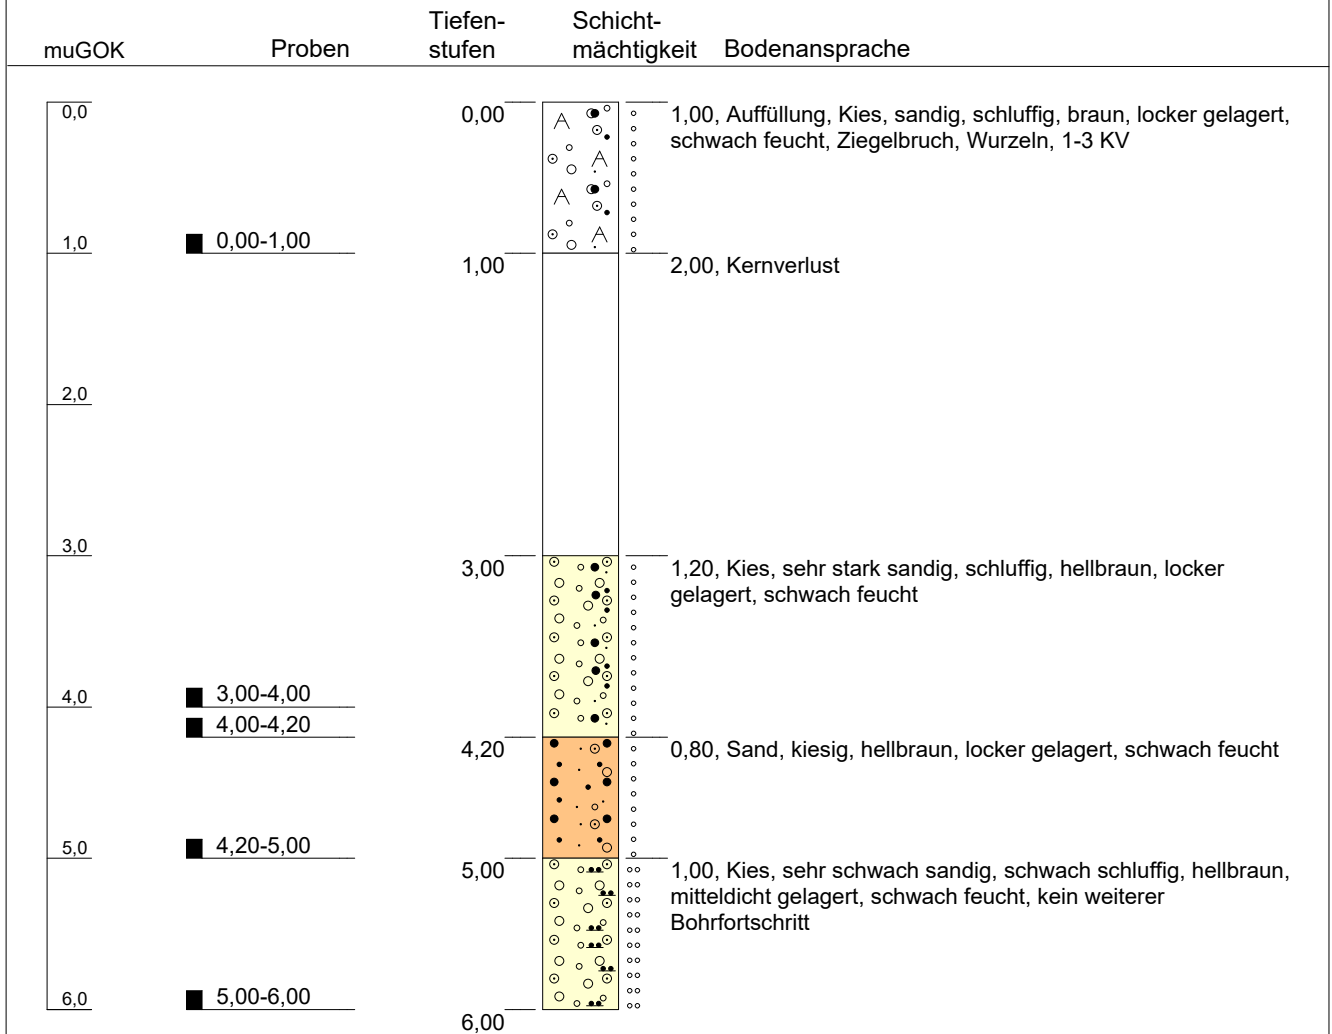 Tiefen- Schicht-
muGOK Proben stufen mächtigkeit Bodenansprache
0,0 0,00 1,00, Auffüllung, Kies, sandig, schluffig, braun, locker gelagert,
schwach feucht, Ziegelbruch, Wurzeln, 1-3 KV
1,0 0,00-1,00
1,00 2,00, Kernverlust
2,0
3,0
3,00 1,20, Kies, sehr stark sandig, schluffig, hellbraun, locker
gelagert, schwach feucht
4,0 3,00-4,00
4,00-4,20
4,20 0,80, Sand, kiesig, hellbraun, locker gelagert, schwach feucht
5,0 4,20-5,00
5,00 1,00, Kies, sehr schwach sandig, schwach schluffig, hellbraun,
mitteldicht gelagert, schwach feucht, kein weiterer
Bohrfortschritt
6,0 5,00-6,00
6,00